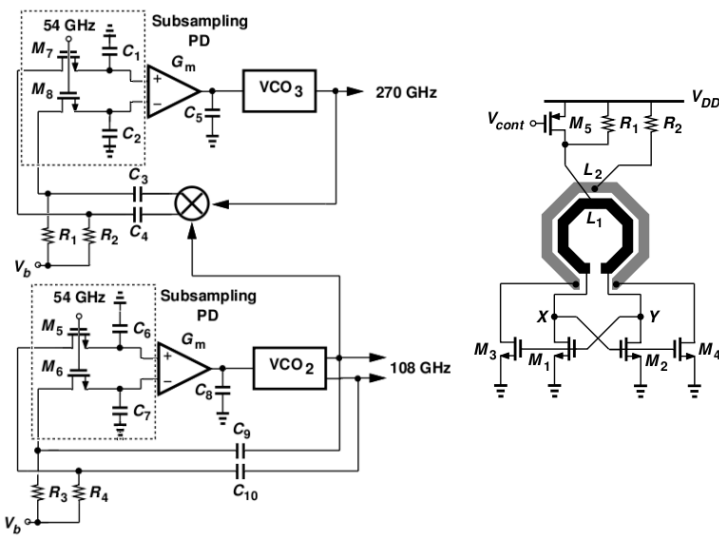 54 GHz
Subsampling
PD
M7
C1
Gm
M8
+
−
VCO3
270 GHz
C5
C2
C3
C4
R1
R2
Vb
54 GHz
Subsampling
PD
M5
C6
Gm
M6
+
−
VCO2
108 GHz
C8
C7
C9
C10
R3
R4
Vb
VDD
Vcont
M5
R1
R2
L2
L1
X
Y
M3
M1
M2
M4